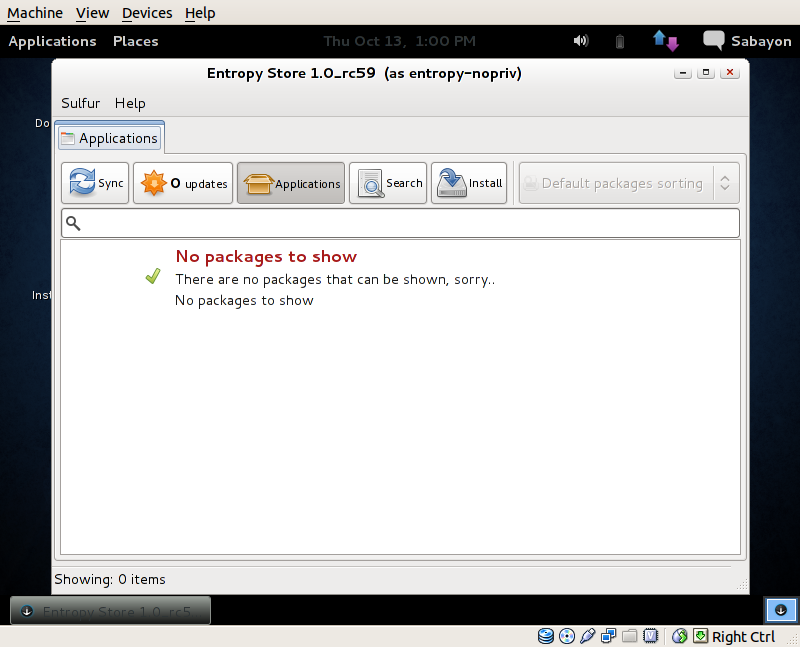 Machine View Devices Help
Applications Places Thu Oct 13, 1:00 PM Sabayon
Entropy Store 1.0_rc59 (as entropy-nopriv)
Sulfur Help
Do
Applications
Sync 0 updates Applications Search Install Default packages sorting
No packages to show
There are no packages that can be shown, sorry..
Inst
No packages to show
Showing: 0 items
Entropy Store 1.0_rc5
Right Ctrl